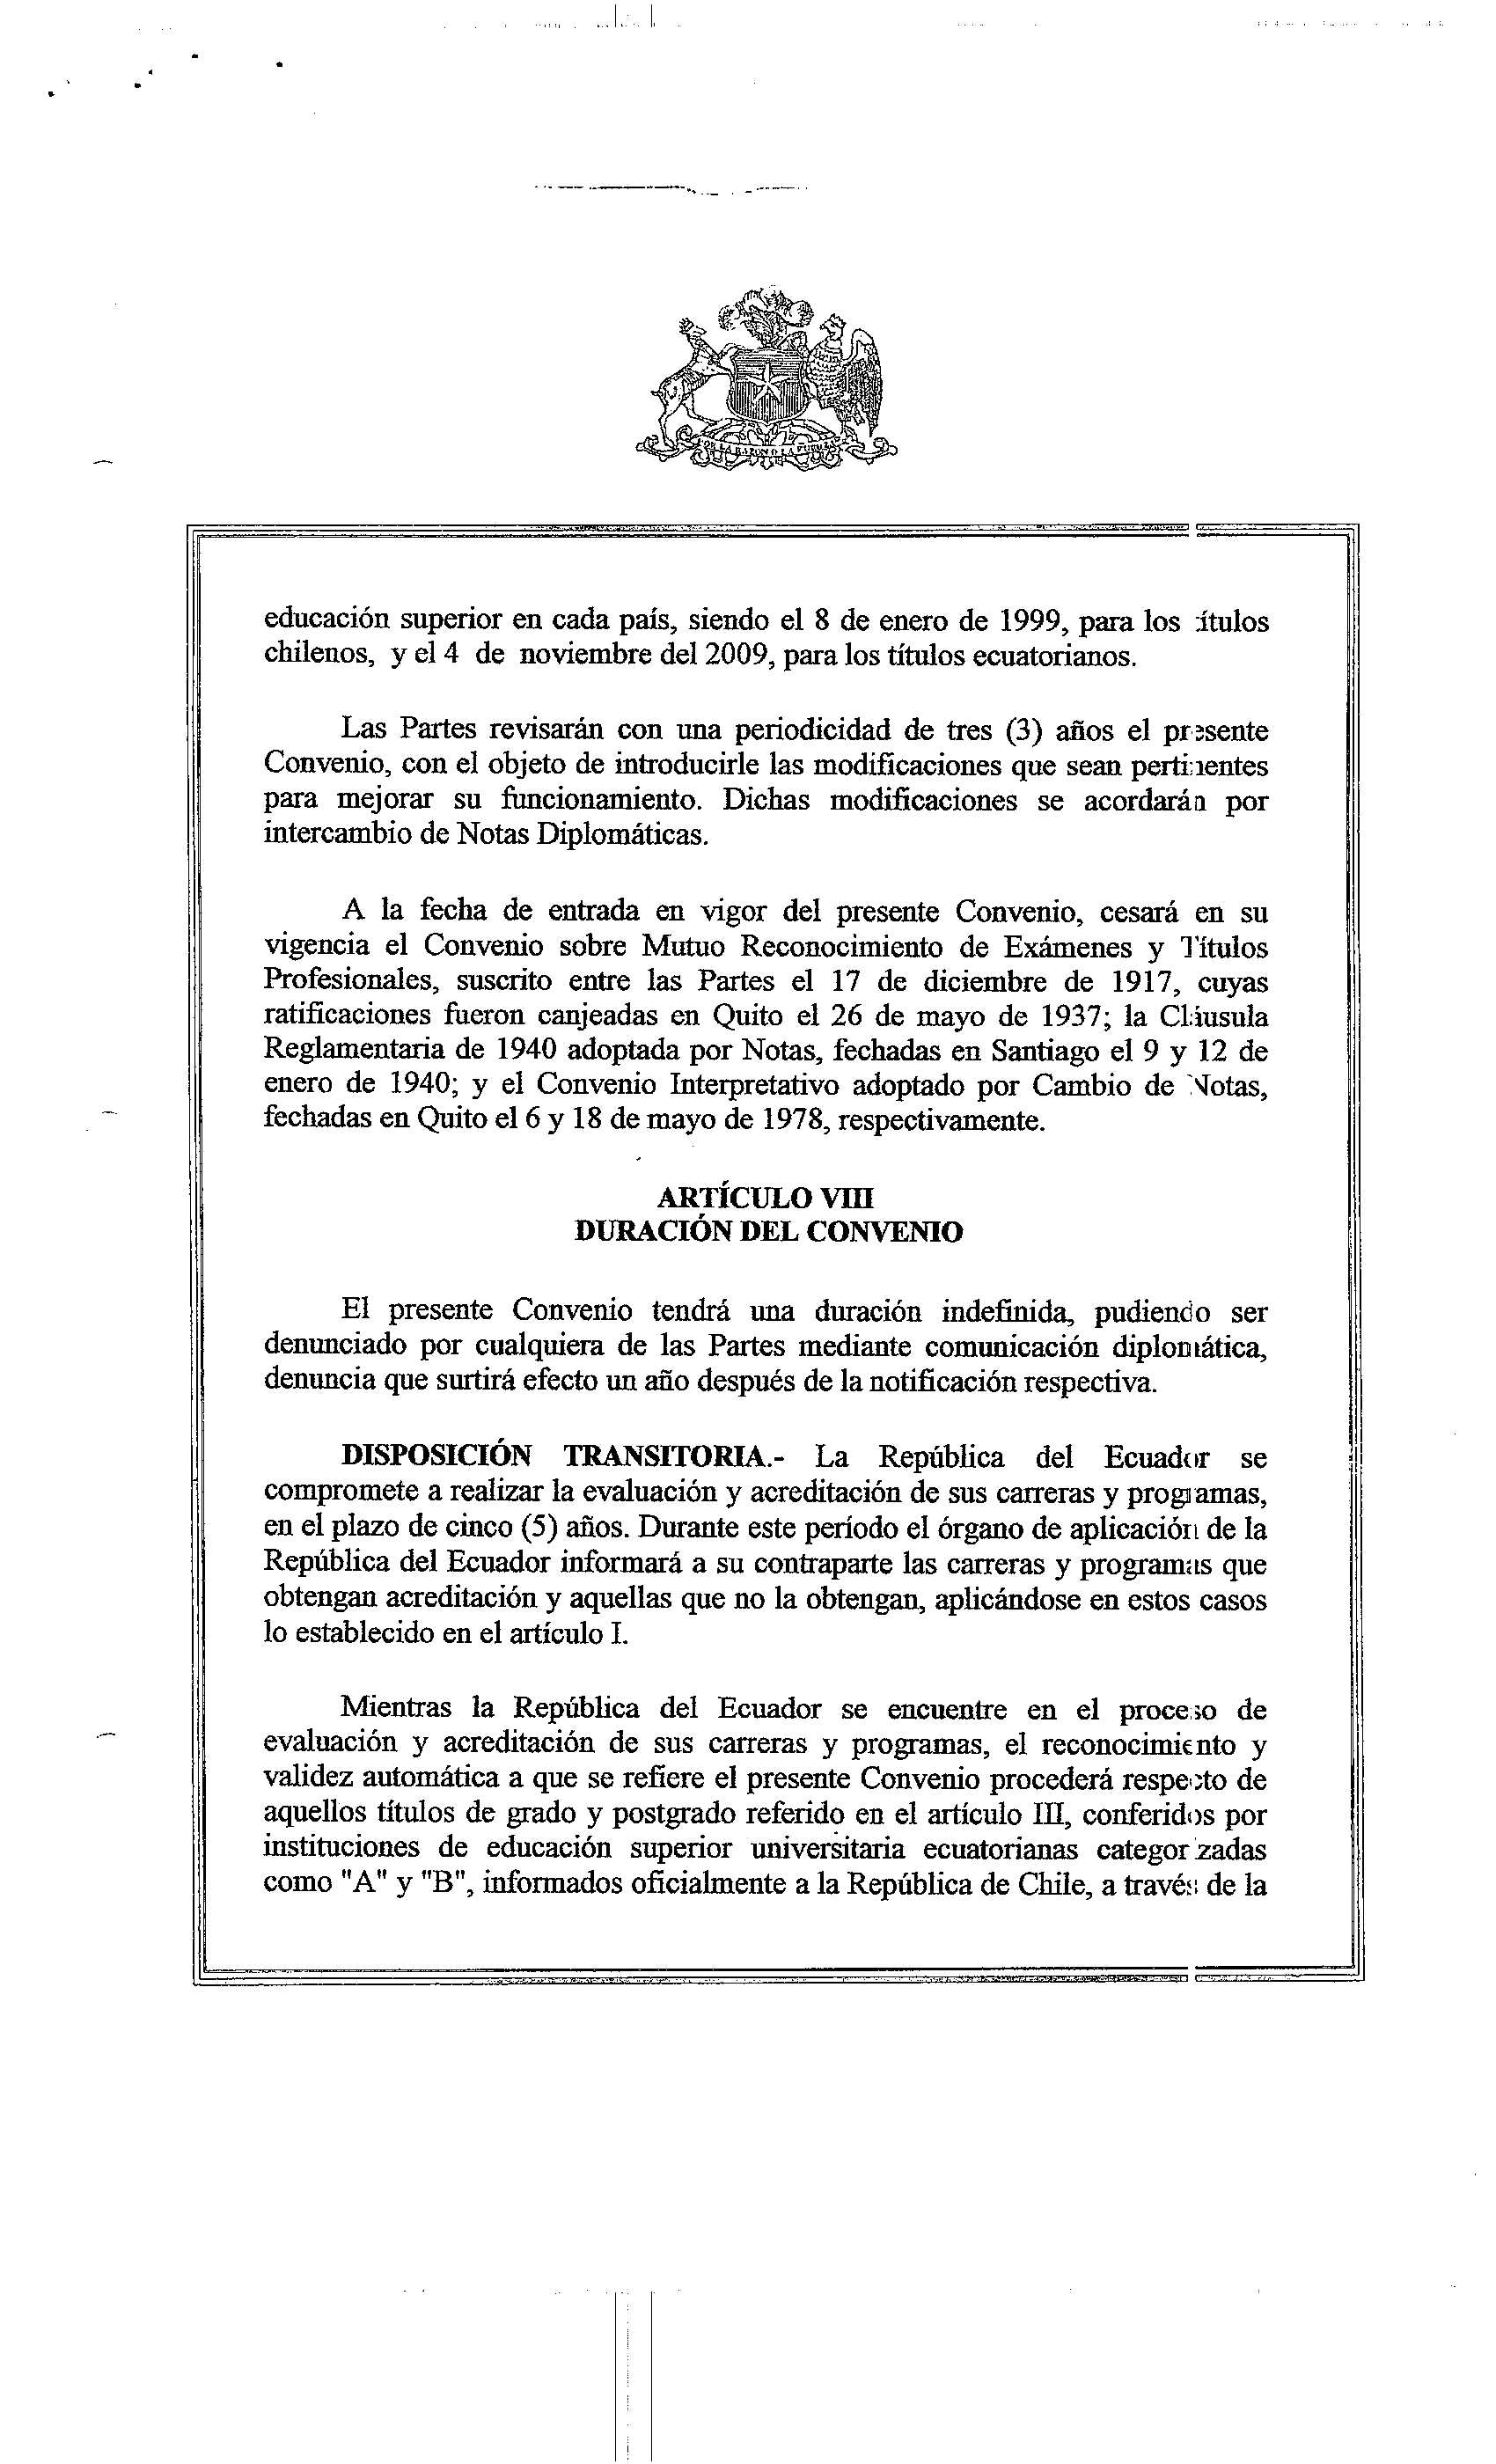 POR LA RAZON O LA FUERZA
educación superior en cada país, siendo el 8 de enero de 1999, para los títulos
chilenos, y el 4 de noviembre del 2009, para los títulos ecuatorianos.
Las Partes revisarán con una periodicidad de tres (3) años el presente
Convenio, con el objeto de introducirle las modificaciones que sean pertinentes
para mejorar su funcionamiento. Dichas modificaciones se acordarán por
intercambio de Notas Diplomáticas.
A la fecha de entrada en vigor del presente Convenio, cesará en su
vigencia el Convenio sobre Mutuo Reconocimiento de Exámenes y Títulos
Profesionales, suscrito entre las Partes el 17 de diciembre de 1917, cuyas
ratificaciones fueron canjeadas en Quito el 26 de mayo de 1937; la Cláusula
Reglamentaria de 1940 adoptada por Notas, fechadas en Santiago el 9 y 12 de
enero de 1940; y el Convenio Interpretativo adoptado por Cambio de Notas,
fechadas en Quito el 6 y 18 de mayo de 1978, respectivamente.
ARTÍCULO VIII
DURACIÓN DEL CONVENIO
El presente Convenio tendrá una duración indefinida, pudiendo ser
denunciado por cualquiera de las Partes mediante comunicación diplomática,
denuncia que surtirá efecto un año después de la notificación respectiva.
DISPOSICIÓN TRANSITORIA.- La República del Ecuador se
compromete a realizar la evaluación y acreditación de sus carreras y programas,
en el plazo de cinco (5) años. Durante este período el órgano de aplicación de la
República del Ecuador informará a su contraparte las carreras y programas que
obtengan acreditación y aquellas que no la obtengan, aplicándose en estos casos
lo establecido en el artículo I.
Mientras la República del Ecuador se encuentre en el proceso de
evaluación y acreditación de sus carreras y programas, el reconocimiento y
validez automática a que se refiere el presente Convenio procederá respecto de
aquellos títulos de grado y postgrado referido en el artículo III, conferidos por
instituciones de educación superior universitaria ecuatorianas categorizadas
como "A" y "B", informados oficialmente a la República de Chile, a través de la